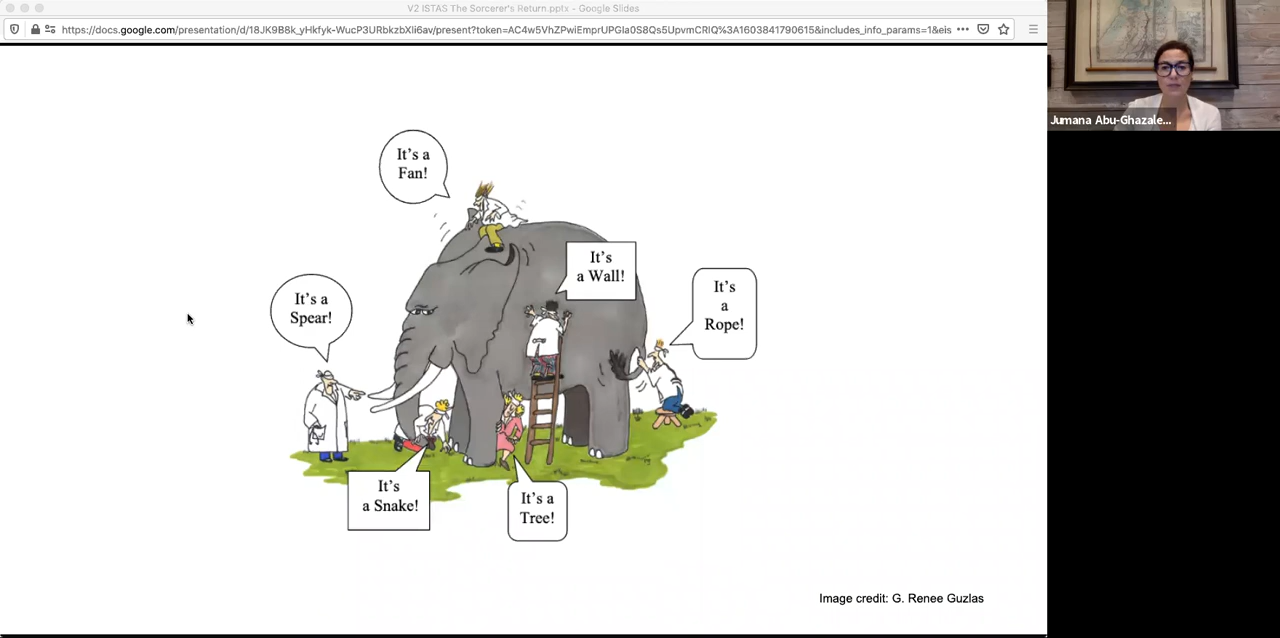 V2 ISTAS The Sorcerer's Return.pptx - Google Slides
https://docs.google.com/presentation/d/18JK9B8k_yHkfyk-WucP3URbkzbXli6av/present?token=AC4w5VhZPwiEmprUPGIa0S8Qs5UpvmCRIQ%3A1603841790615&includes_info_params=1&eis
Jumana Abu-Ghazale...
It's a
Fan!
It's
a Wall!
It's
a
Rope!
It's a
Spear!
It's
a Snake!
It's a
Tree!
Image credit: G. Renee Guzlas